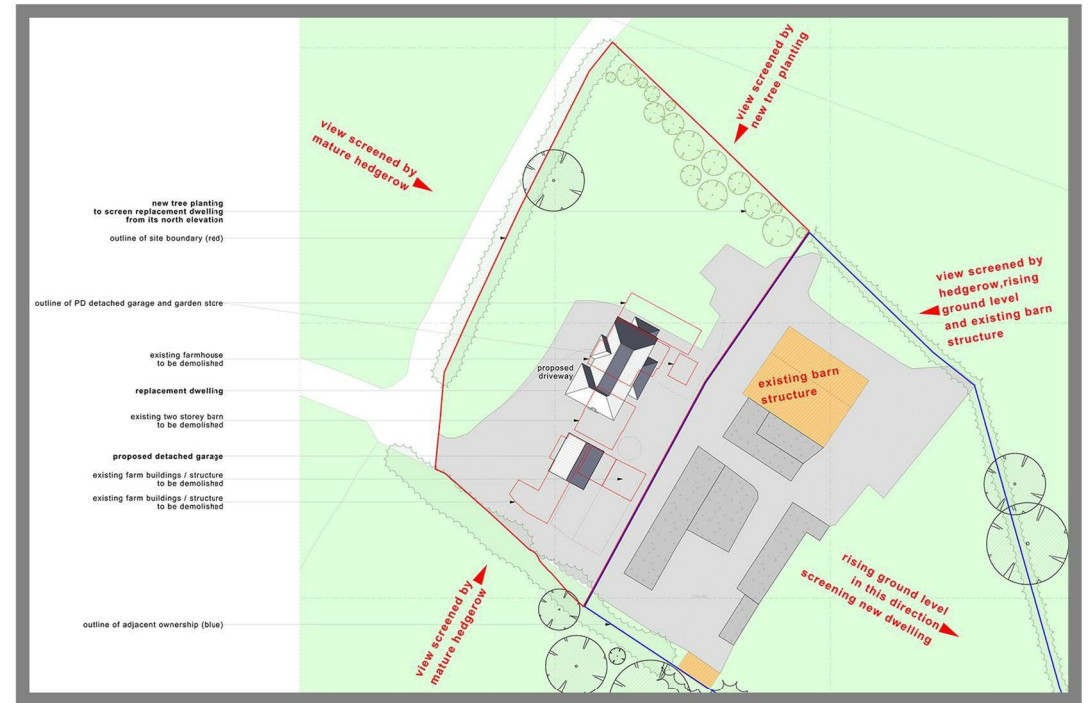 view screened by
new tree planting
view screened by
mature hedgerow
new tree planting
to screen replacement dwelling
from its north elevation
outline of site boundary (red)
outline of PD detached garage and garden store
existing farmhouse
to be demolished
replacement dwelling
existing two storey barn
to be demolished
proposed detached garage
existing farm buildings / structure
to be demolished
existing farm buildings / structure
to be demolished
outline of adjacent ownership (blue)
proposed
driveway
existing barn
structure
view screened by
hedgerow,rising
ground level
and existing barn
structure
rising ground level
in this direction
screening new dwelling
view screened by
mature hedgerow